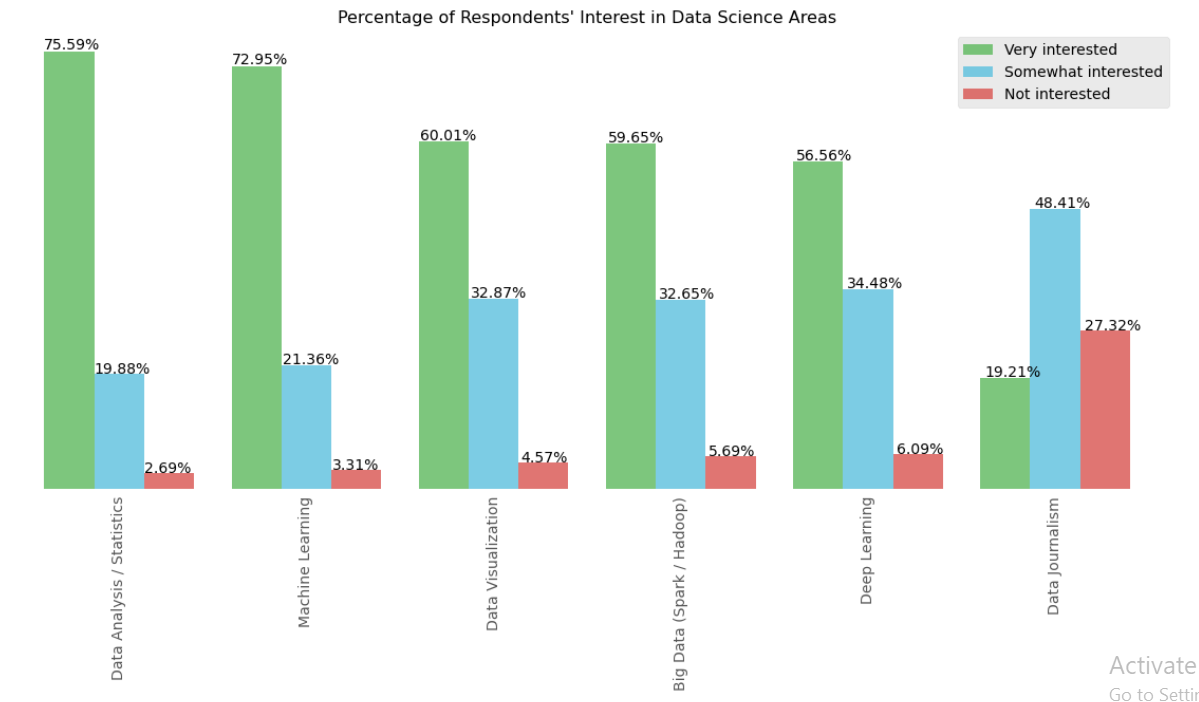 Percentage of Respondents' Interest in Data Science Areas
Very interested
Somewhat interested
Not interested
75.59%
19.88%
2.69%
72.95%
21.36%
3.31%
60.01%
32.87%
4.57%
59.65%
32.65%
5.69%
56.56%
34.48%
6.09%
19.21%
48.41%
27.32%
Data Analysis / Statistics
Machine Learning
Data Visualization
Big Data (Spark / Hadoop)
Deep Learning
Data Journalism
Activate
Go to